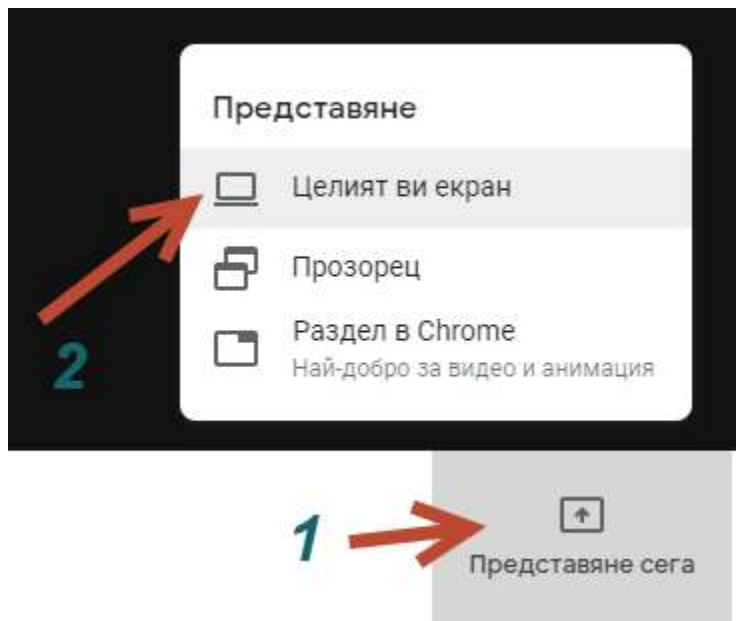 Представяне
Целият ви екран
Прозорец
Раздел в Chrome
Най-добро за видео и анимация
2
1
Представяне сега